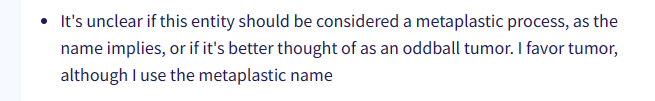 • It's unclear if this entity should be considered a metaplastic process, as the
name implies, or if it's better thought of as an oddball tumor. I favor tumor,
although I use the metaplastic name